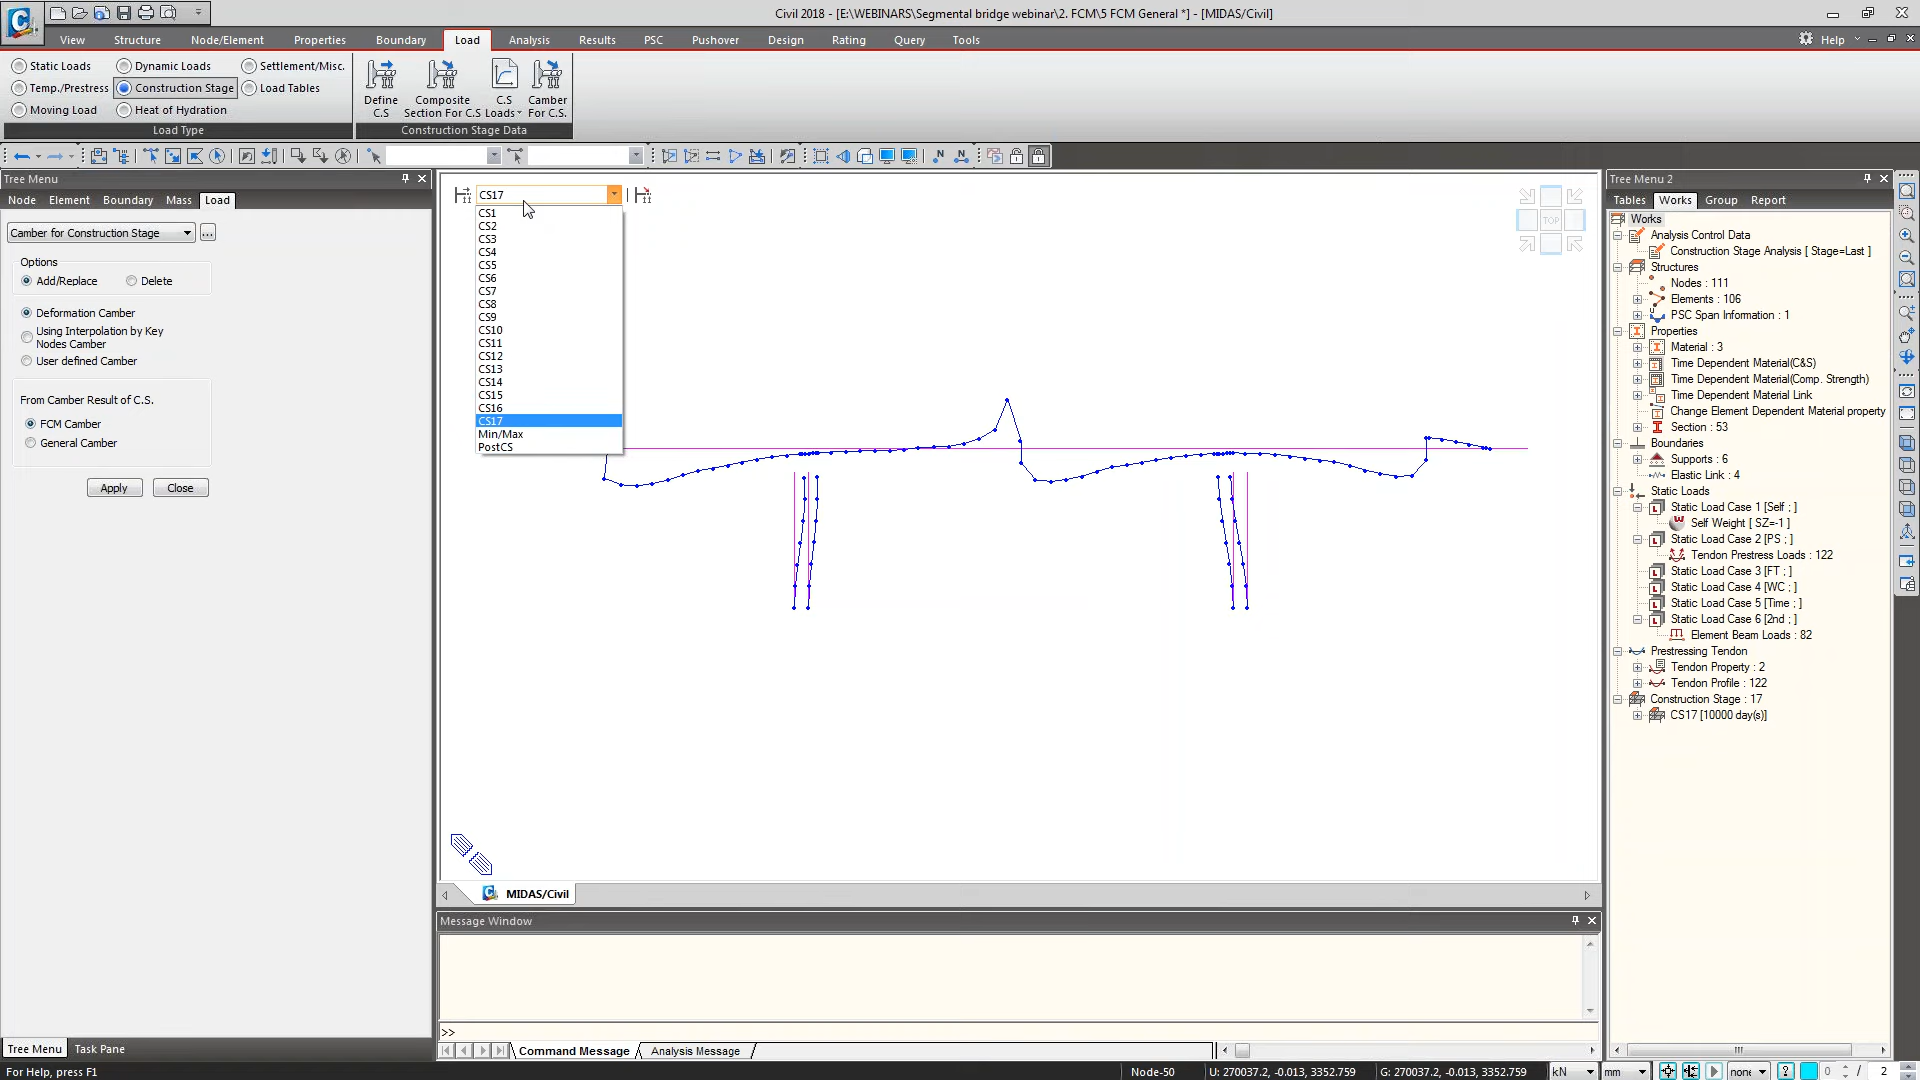 Civil 2018 - [E:\WEBINARS\Segmental bridge webinar\2. FCM\5 FCM General *] - [MIDAS/Civil]
View Structure Node/Element Properties Boundary Load Analysis Results PSC Pushover Design Rating Query Tools Help
Static Loads Dynamic Loads Settlement/Misc.
Temp./Prestress Construction Stage Load Tables
Moving Load Heat of Hydration
Load Type
Define C.S
Composite Section For C.S
C.S Loads
Camber For C.S.
Construction Stage Data
Tree Menu
Node Element Boundary Mass Load
Camber for Construction Stage ...
Options
Add/Replace Delete
Deformation Camber
Using Interpolation by Key
Nodes Camber
User defined Camber
From Camber Result of C.S.
FCM Camber
General Camber
Apply Close
Tree Menu Task Pane
CS17
CS1
CS2
CS3
CS4
CS5
CS6
CS7
CS8
CS9
CS10
CS11
CS12
CS13
CS14
CS15
CS16
CS17
Min/Max
PostCS
TOP
MIDAS/Civil
Message Window
>>
Command Message Analysis Message
Tree Menu 2
Tables Works Group Report
Works
Analysis Control Data
Construction Stage Analysis [ Stage=Last ]
Structures
Nodes : 111
Elements : 106
PSC Span Information : 1
Properties
Material : 3
Time Dependent Material(C&S)
Time Dependent Material(Comp. Strength)
Time Dependent Material Link
Change Element Dependent Material property
Section : 53
Boundaries
Supports : 6
Elastic Link : 4
Static Loads
Static Load Case 1 [Self ; ]
Self Weight [ SZ=-1 ]
Static Load Case 2 [PS ; ]
Tendon Prestress Loads : 122
Static Load Case 3 [FT ; ]
Static Load Case 4 [WC ; ]
Static Load Case 5 [Time ; ]
Static Load Case 6 [2nd ; ]
Element Beam Loads : 82
Prestressing Tendon
Tendon Property : 2
Tendon Profile : 122
Construction Stage : 17
CS17 [10000 day(s)]
For Help, press F1 Node-50 U: 270037.2, -0.013, 3352.759 G: 270037.2, -0.013, 3352.759 kN mm none ? 0 / 2